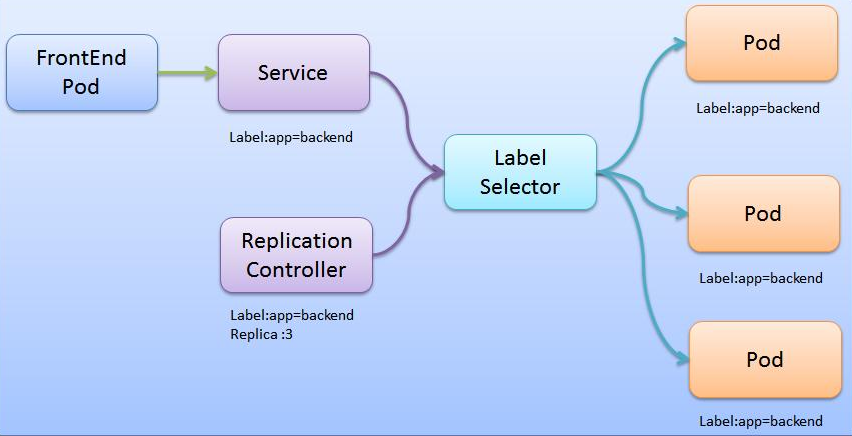 FrontEnd
Pod
Service
Label:app=backend
Replication
Controller
Label:app=backend
Replica :3
Label
Selector
Pod
Label:app=backend
Pod
Label:app=backend
Pod
Label:app=backend